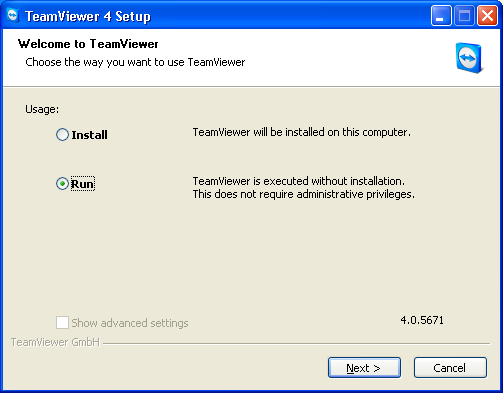 TeamViewer 4 Setup
Welcome to TeamViewer
Choose the way you want to use TeamViewer
Usage:
Install
TeamViewer will be installed on this computer.
Run
TeamViewer is executed without installation.
This does not require administrative privileges.
Show advanced settings
4.0.5671
TeamViewer GmbH
Next >
Cancel